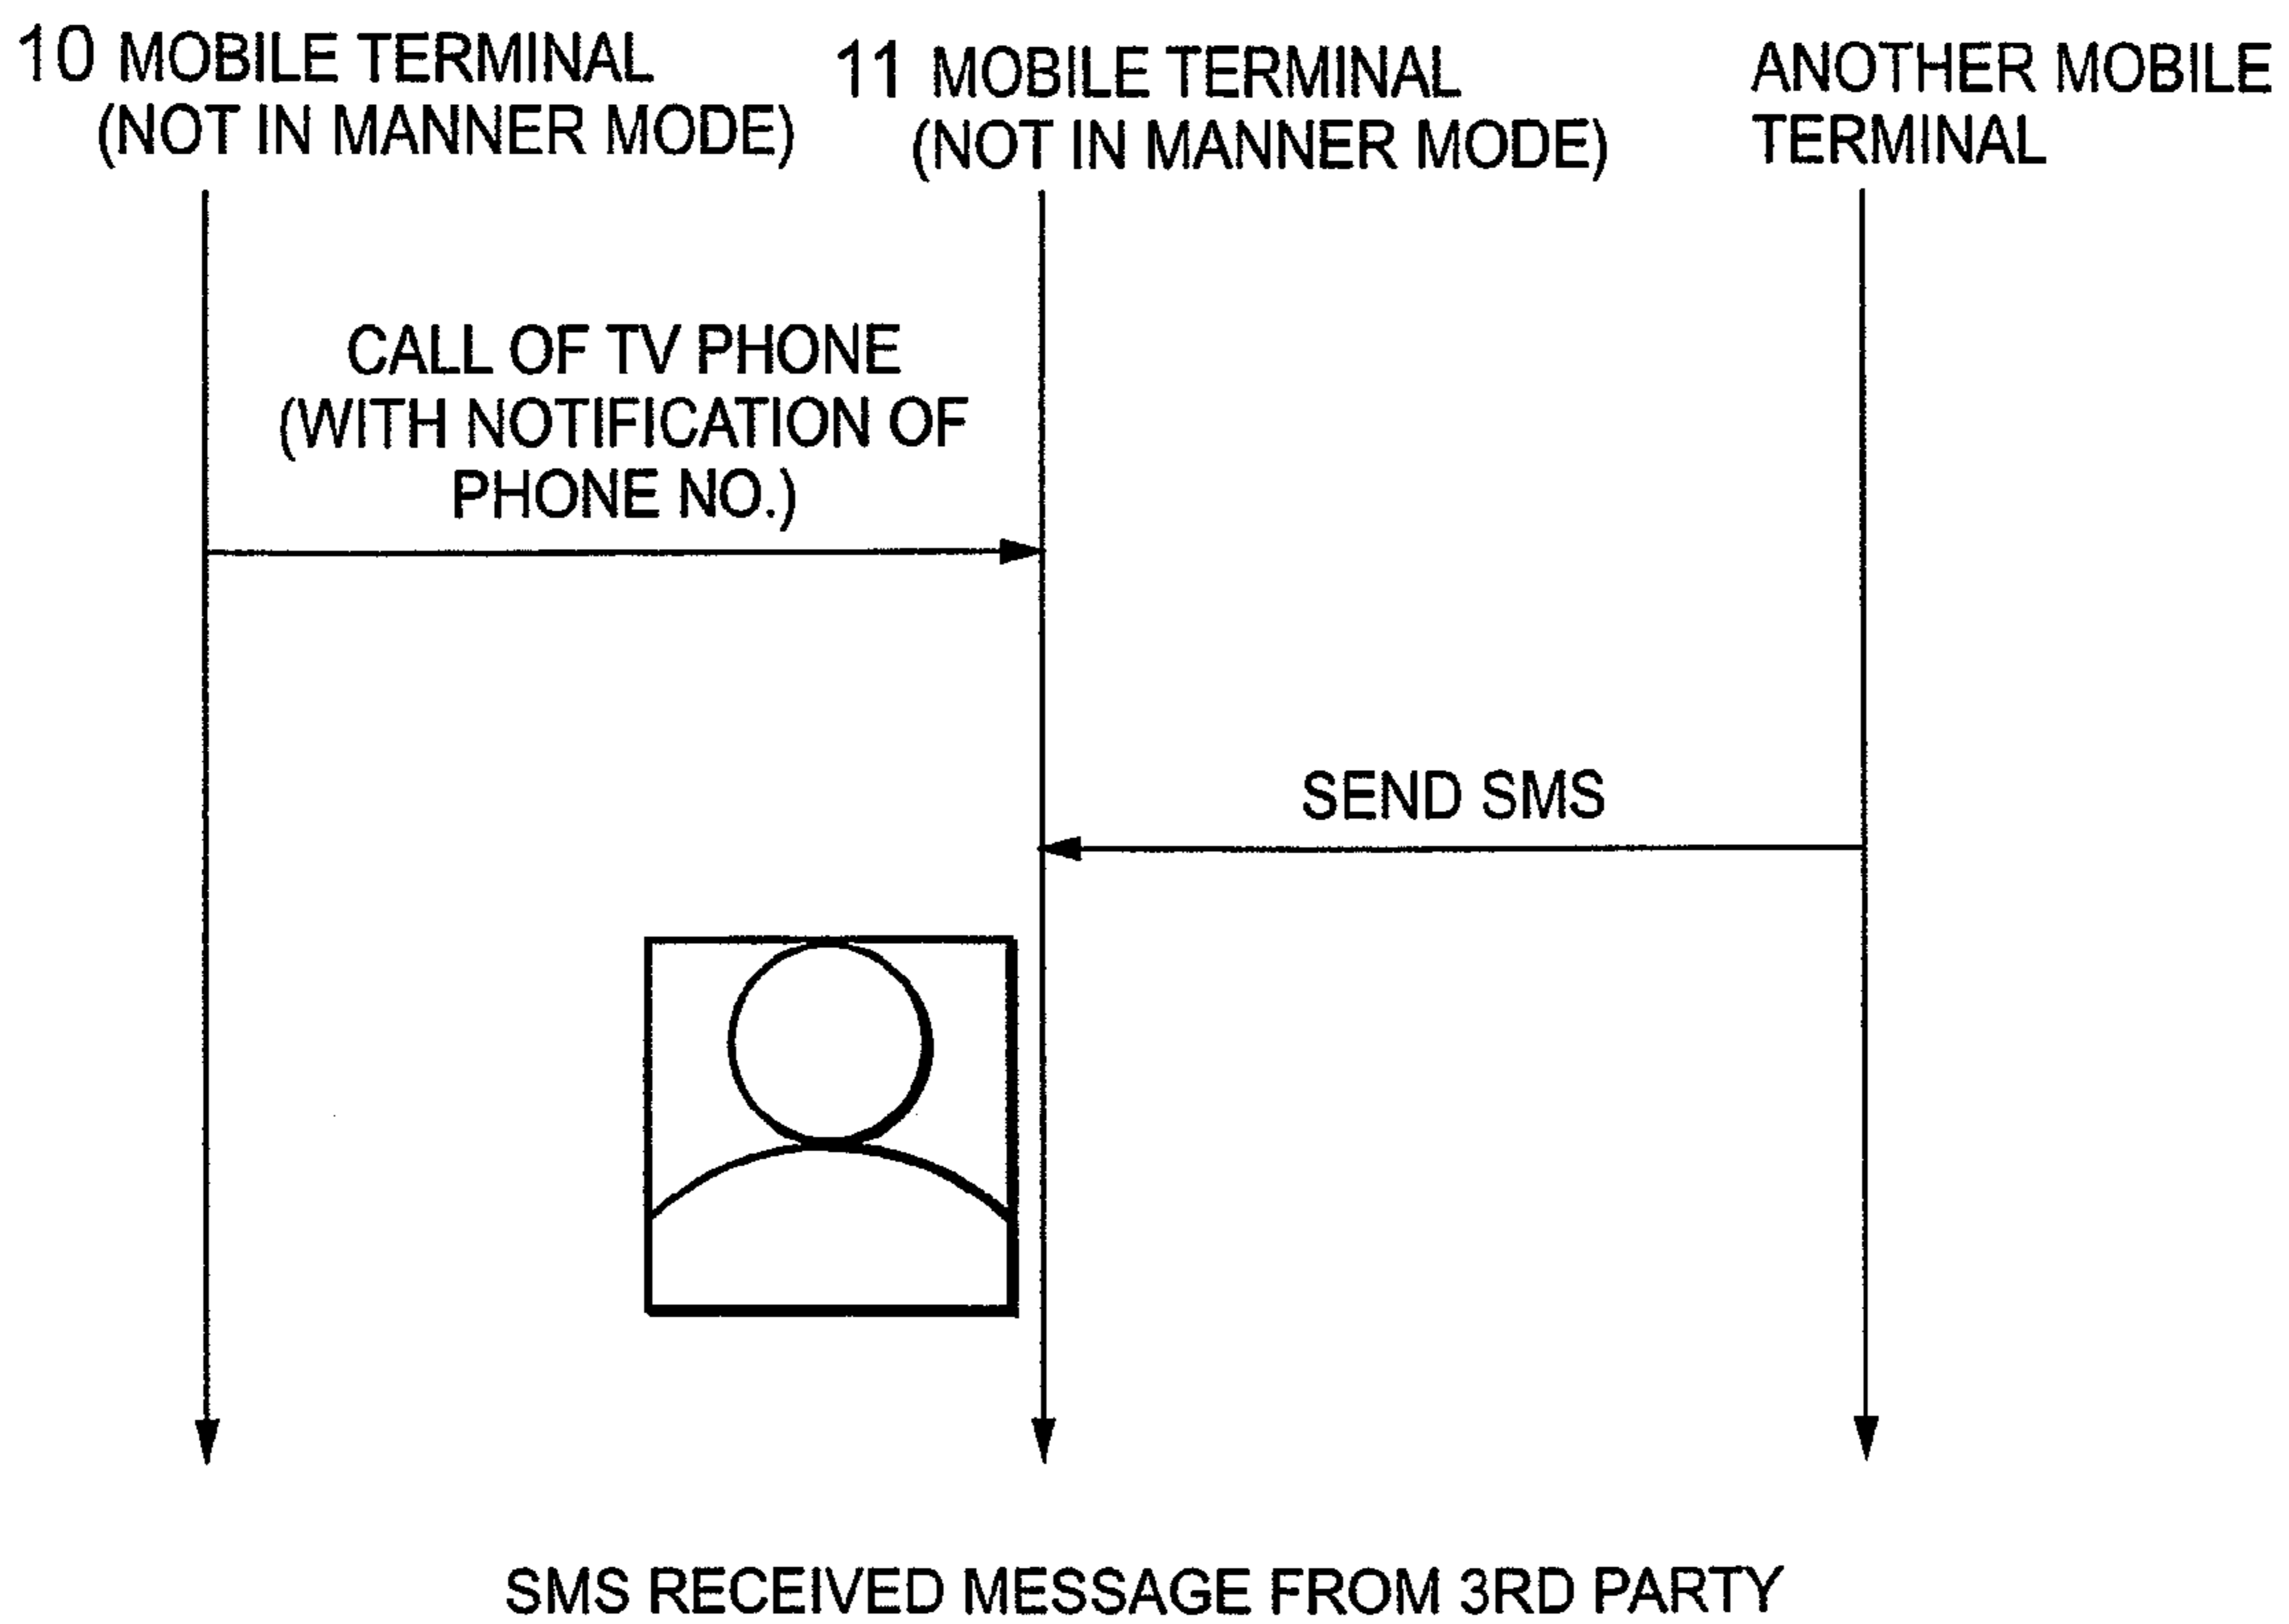 10 MOBILE TERMINAL
(NOT IN MANNER MODE)
11 MOBILE TERMINAL
(NOT IN MANNER MODE)
ANOTHER MOBILE
TERMINAL
CALL OF TV PHONE
(WITH NOTIFICATION OF
PHONE NO.)
SEND SMS
SMS RECEIVED MESSAGE FROM 3RD PARTY